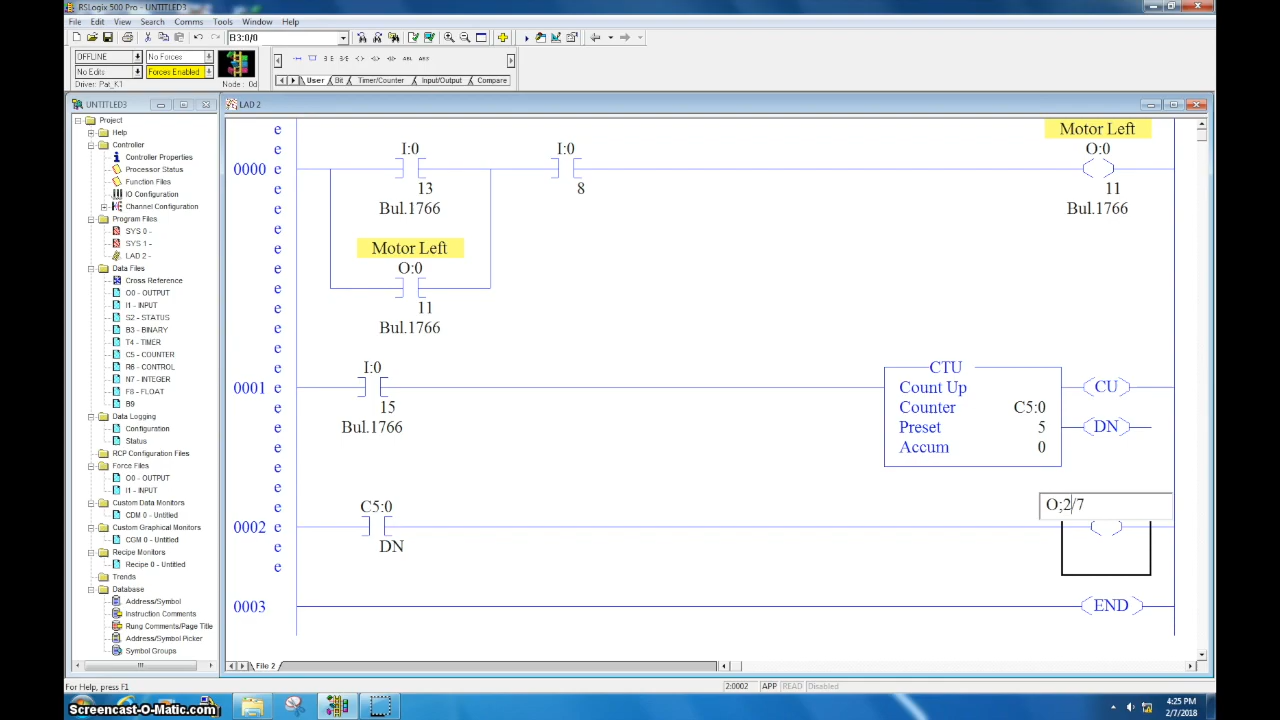 RSLogix 500 Pro - UNTITLED3
File Edit View Search Comms Tools Window Help
B3:0/0
OFFLINE No Forces
No Edits Forces Enabled
Driver: Pat_K1 Node : 0d
User Bit Timer/Counter Input/Output Compare
UNTITLED3
Project
Help
Controller
Controller Properties
Processor Status
Function Files
IO Configuration
Channel Configuration
Program Files
SYS 0 -
SYS 1 -
LAD 2 -
Data Files
Cross Reference
O0 - OUTPUT
I1 - INPUT
S2 - STATUS
B3 - BINARY
T4 - TIMER
C5 - COUNTER
R6 - CONTROL
N7 - INTEGER
F8 - FLOAT
B9
Data Logging
Configuration
Status
RCP Configuration Files
Force Files
O0 - OUTPUT
I1 - INPUT
Custom Data Monitors
CDM 0 - Untitled
Custom Graphical Monitors
CGM 0 - Untitled
Recipe Monitors
Recipe 0 - Untitled
Trends
Database
Address/Symbol
Instruction Comments
Rung Comments/Page Title
Address/Symbol Picker
Symbol Groups
LAD 2
e
Motor Left
e I:0 I:0 O:0
0000 e
e 13 8 11
e Bul.1766 Bul.1766
e
e Motor Left
e O:0
e
e 11
e Bul.1766
e
e I:0 CTU
0001 e Count Up CU
e 15 Counter C5:0
e Bul.1766 Preset 5 DN
e Accum 0
e
e
e C5:0 O;2/7
0002 e
e DN
e
0003 END
File 2
For Help, press F1
2:0002 APP READ Disabled
Screencast-O-Matic.com
4:25 PM
2/7/2018